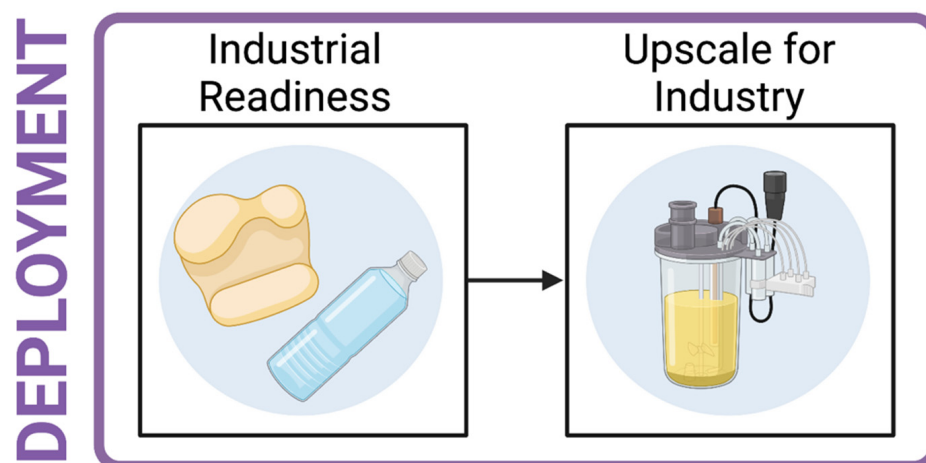 DEPLOYMENT
Industrial
Readiness
Upscale for
Industry